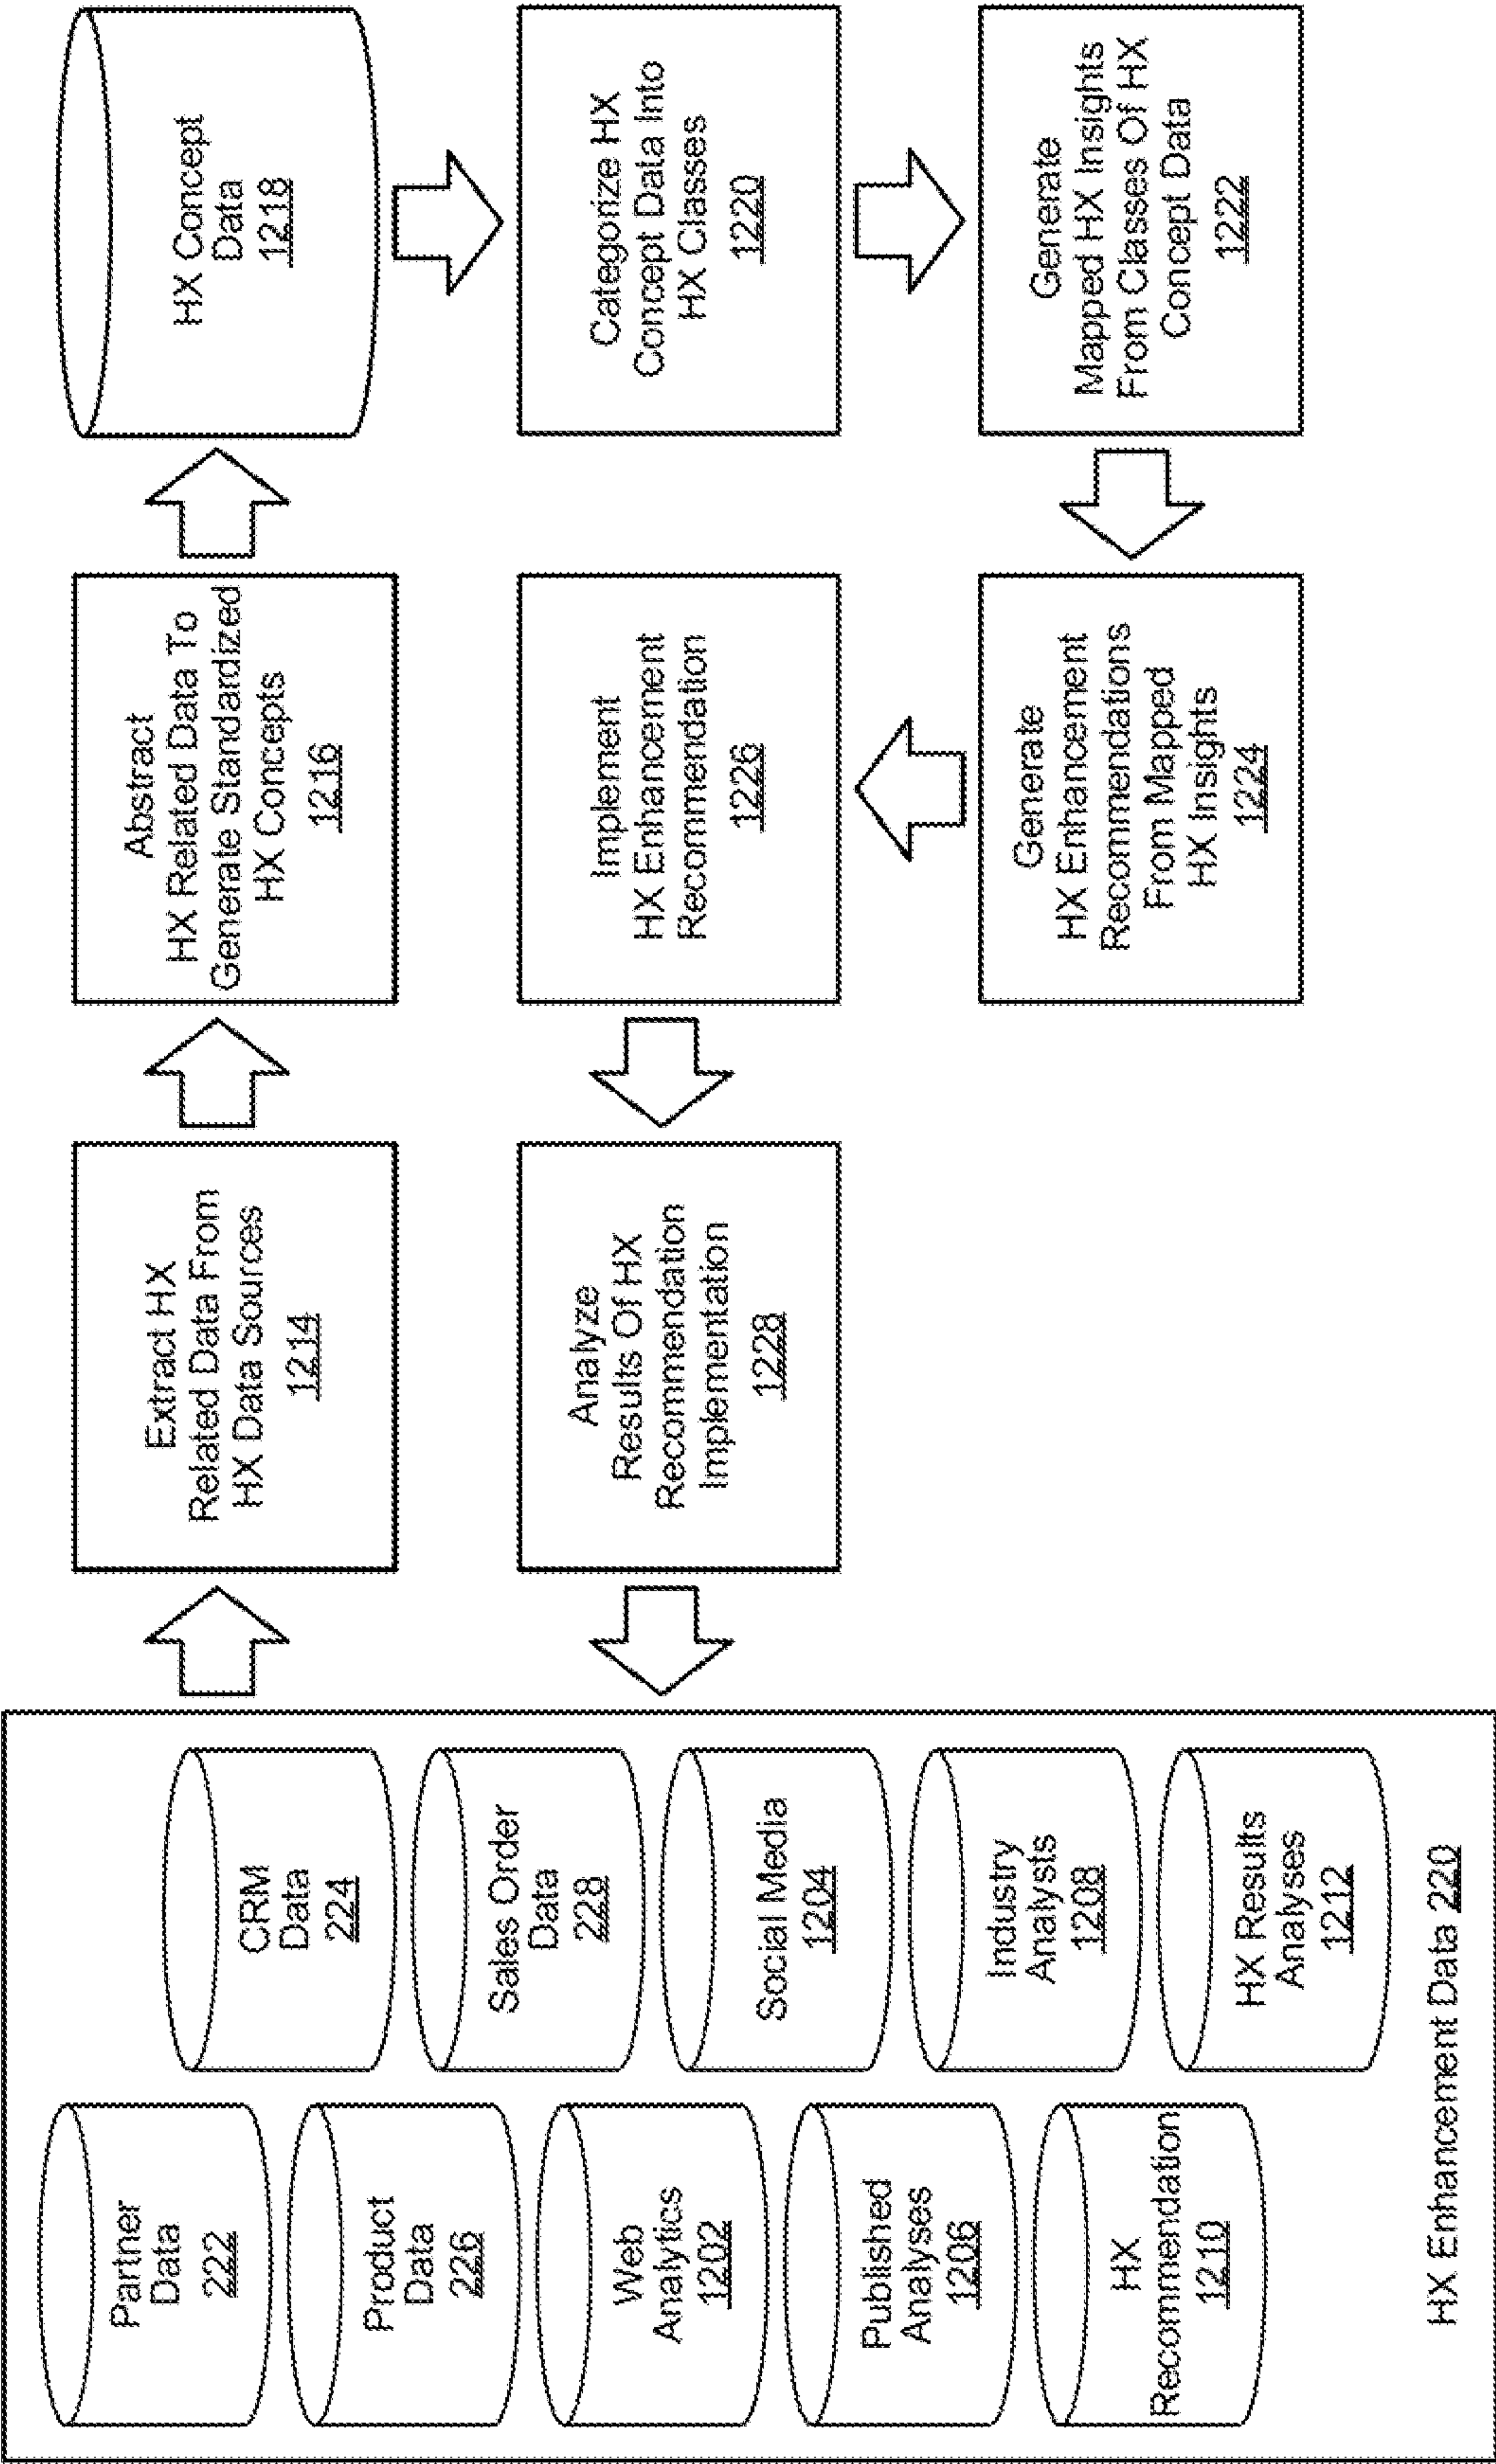 Partner
Data
222
CRM
Data
224
Product
Data
226
Sales Order
Data
228
Web
Analytics
1202
Social Media
1204
Published
Analyses
1206
Industry
Analysts
1208
HX
Recommendation
1210
HX Results
Analyses
1212
HX Enhancement Data 220
Extract HX
Related Data From
HX Data Sources
1214
Abstract
HX Related Data To
Generate Standardized
HX Concepts
1216
HX Concept
Data
1218
Categorize HX
Concept Data Into
HX Classes
1220
Generate
Mapped HX Insights
From Classes Of HX
Concept Data
1222
Generate
HX Enhancement
Recommendations
From Mapped
HX Insights
1224
Implement
HX Enhancement
Recommendation
1226
Analyze
Results Of HX
Recommendation
Implementation
1228